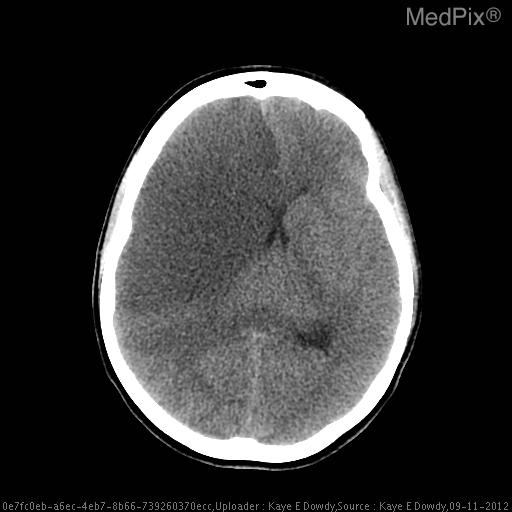 MedPix®
0e7fc0eb-a6ec-4eb7-8b66-739260370ecc,Uploader : Kaye E Dowdy,Source : Kaye E Dowdy,09-11-2012